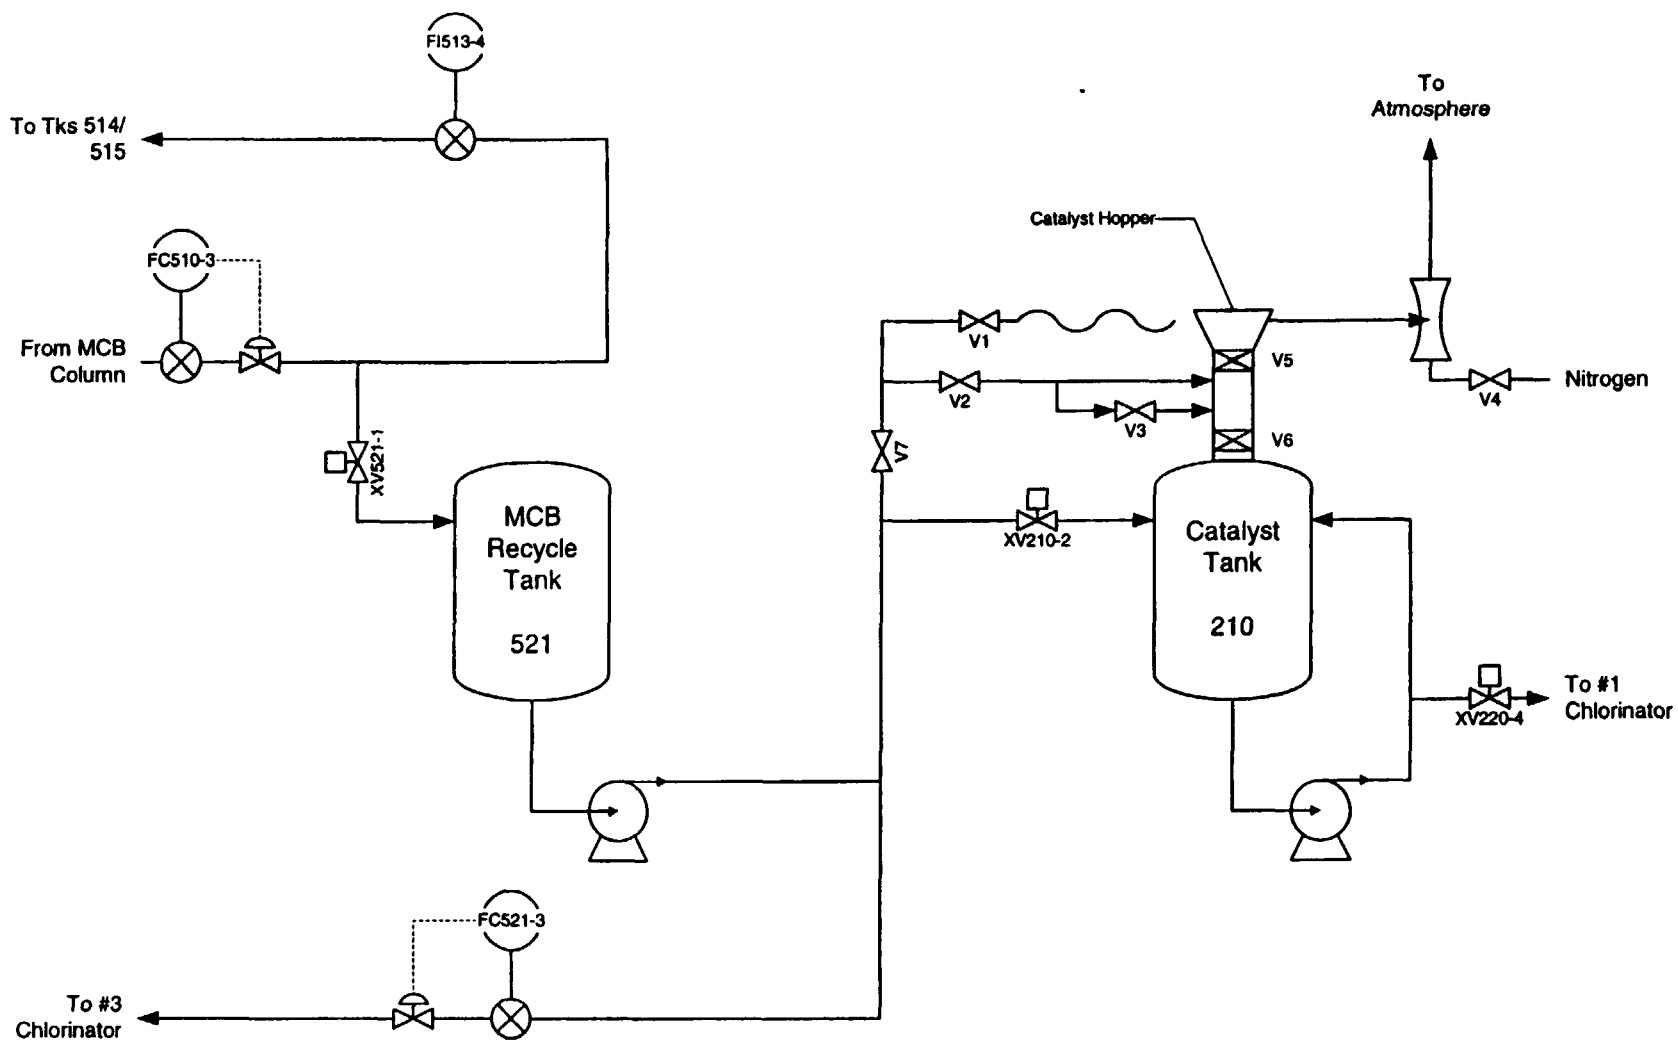 FI513-4
To
Atmosphere
To Tks 514/
515
Catalyst Hopper
FC510-3
From MCB
Column
V1
V5
V2
V4
Nitrogen
V3
V6
V7
XV521-1
MCB
Recycle
Tank
521
XV210-2
Catalyst
Tank
210
To #1
Chlorinator
XV220-4
FC521-3
To #3
Chlorinator